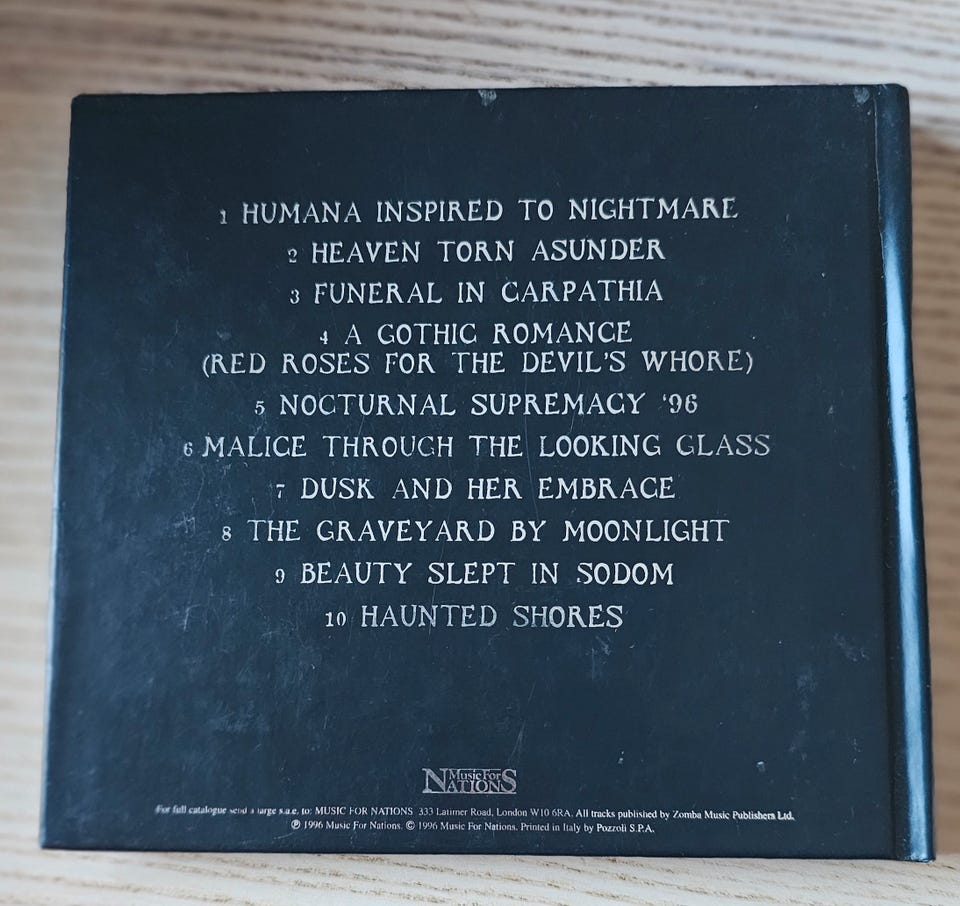 1 HUMANA INSPIRED TO NIGHTMARE
2 HEAVEN TORN ASUNDER
3 FUNERAL IN CARPATHIA
4 A GOTHIC ROMANCE
(RED ROSES FOR THE DEVIL'S WHORE)
5 NOCTURNAL SUPREMACY '96
6 MALICE THROUGH THE LOOKING GLASS
7 DUSK AND HER EMBRACE
8 THE GRAVEYARD BY MOONLIGHT
9 BEAUTY SLEPT IN SODOM
10 HAUNTED SHORES
Music For NATIONS
For full catalogue send a large s.a.e. to: MUSIC FOR NATIONS 333 Latimer Road, London W10 6RA. All tracks published by Zomba Music Publishers Ltd.
℗ 1996 Music For Nations. © 1996 Music For Nations. Printed in Italy by Pozzoli S.P.A.